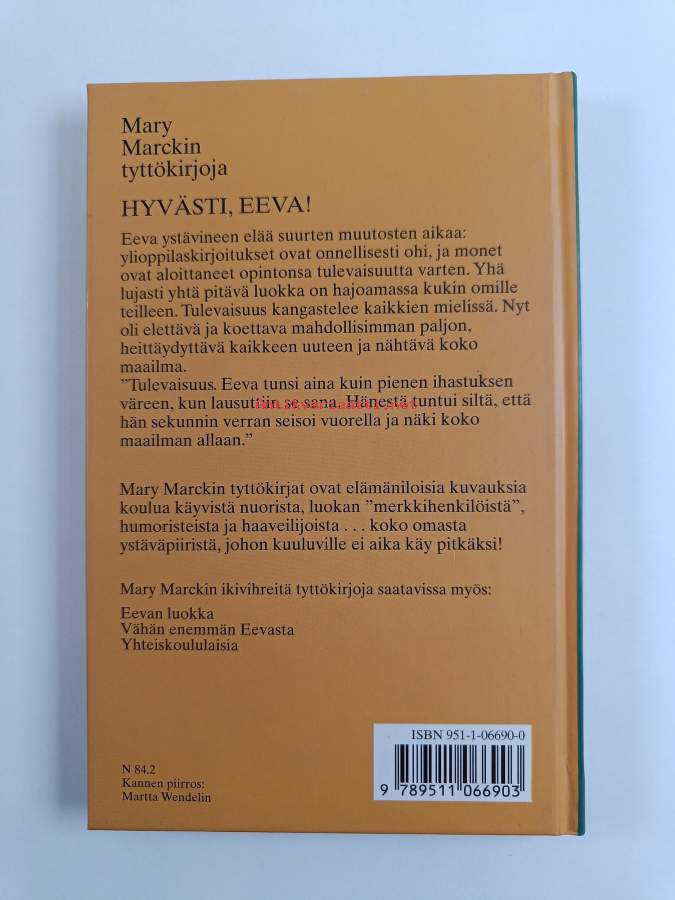 Mary
Marckin
tyttökirjoja
HYVÄSTI, EEVA!
Eeva ystävineen elää suurten muutosten aikaa:
ylioppilaskirjoitukset ovat onnellisesti ohi, ja monet
ovat aloittaneet opintonsa tulevaisuutta varten. Yhä
lujasti yhtä pitävä luokka on hajoamassa kukin omille
teilleen. Tulevaisuus kangastelee kaikkien mielissä. Nyt
oli elettävä ja koettava mahdollisimman paljon,
heittäydyttävä kaikkeen uuteen ja nähtävä koko
maailma.
”Tulevaisuus. Eeva tunsi aina kuin pienen ihastuksen
väreen, kun lausuttiin se sana. Hänestä tuntui siltä, että
hän sekunnin verran seisoi vuorella ja näki koko
maailman allaan.”
Mary Marckin tyttökirjat ovat elämäniloisia kuvauksia
koulua käyvistä nuorista, luokan ”merkkihenkilöistä”,
humoristeista ja haaveilijoista . . . koko omasta
ystäväpiiristä, johon kuuluville ei aika käy pitkäksi!
Mary Marckin ikivihreitä tyttökirjoja saatavissa myös:
Eevan luokka
Vähän enemmän Eevasta
Yhteiskoululaisia
N 84.2
Kannen piirros:
Martta Wendelin
ISBN 951-1-06690-0
9 789511 066903